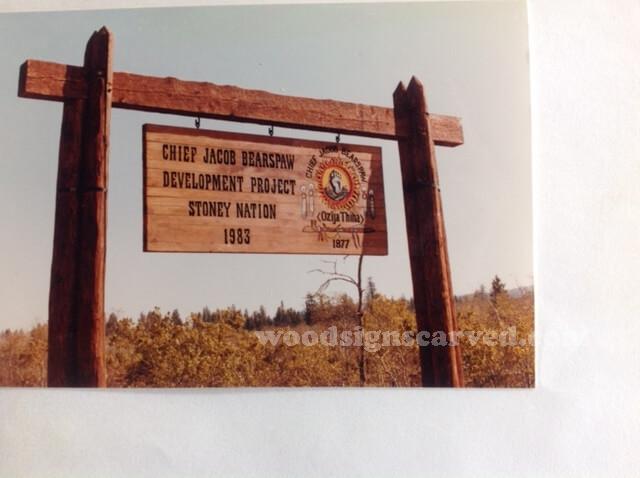 CHIEF JACOB BEARSPAW
DEVELOPMENT PROJECT
STONEY NATION
1983
CHIEF JACOB BEARSPAW
(Ozija Thiha)
1877
woodsignscarved.com